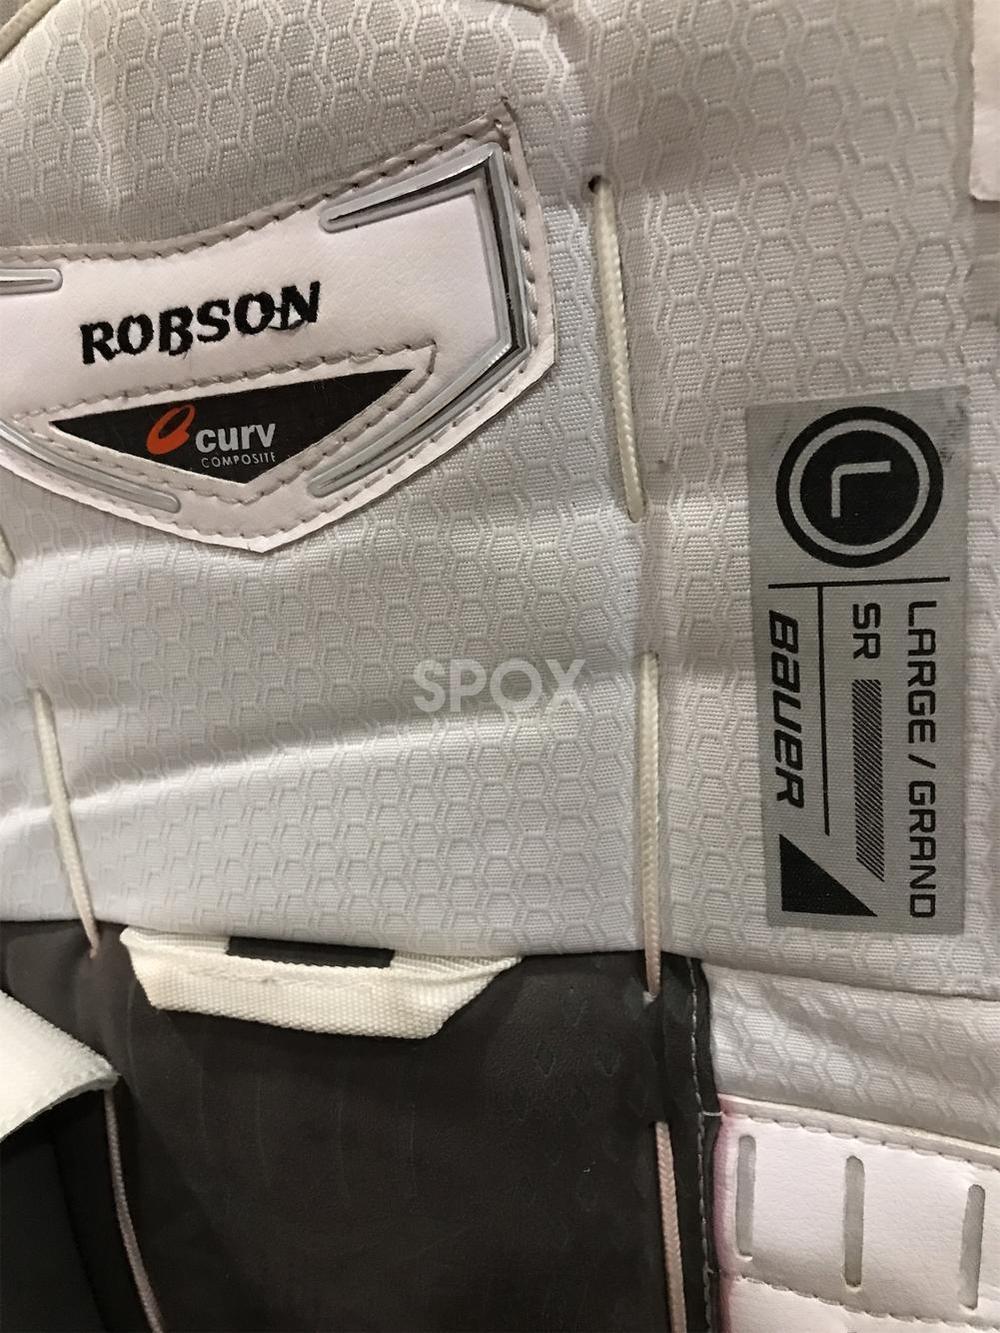 ROBSON
curv
COMPOSITE
L
LARGE / GRAND
SR
BAUER
SPOX